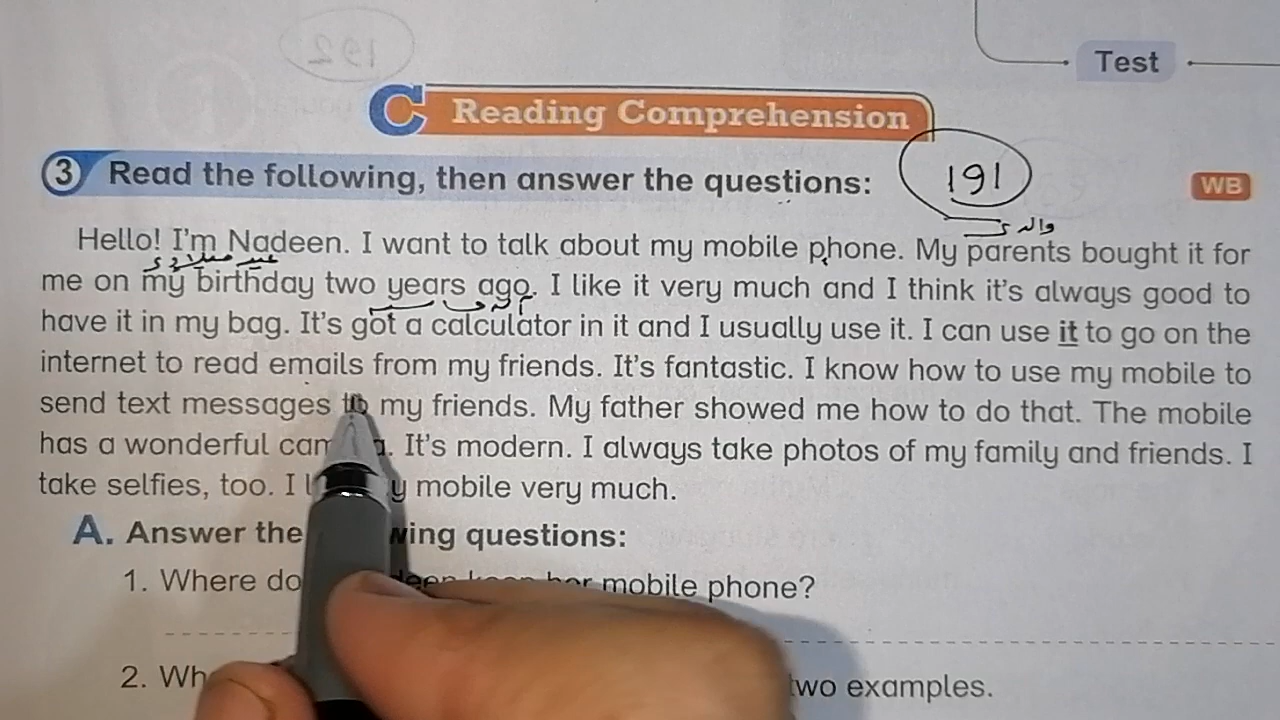 192
Test
C Reading Comprehension
3 Read the following, then answer the questions:
191
WB
والدى
Hello! I'm Nadeen. I want to talk about my mobile phone. My parents bought it for
عيد ميلادى
me on my birthday two years ago. I like it very much and I think it's always good to
have it in my bag. It's got a calculator in it and I usually use it. I can use it to go on the
internet to read emails from my friends. It's fantastic. I know how to use my mobile to
send text messages to my friends. My father showed me how to do that. The mobile
has a wonderful It's modern. I always take photos of my family and friends. I
take selfies, too. I mobile very much.
A. Answer the questions:
1. Where her mobile phone?
2. two examples.